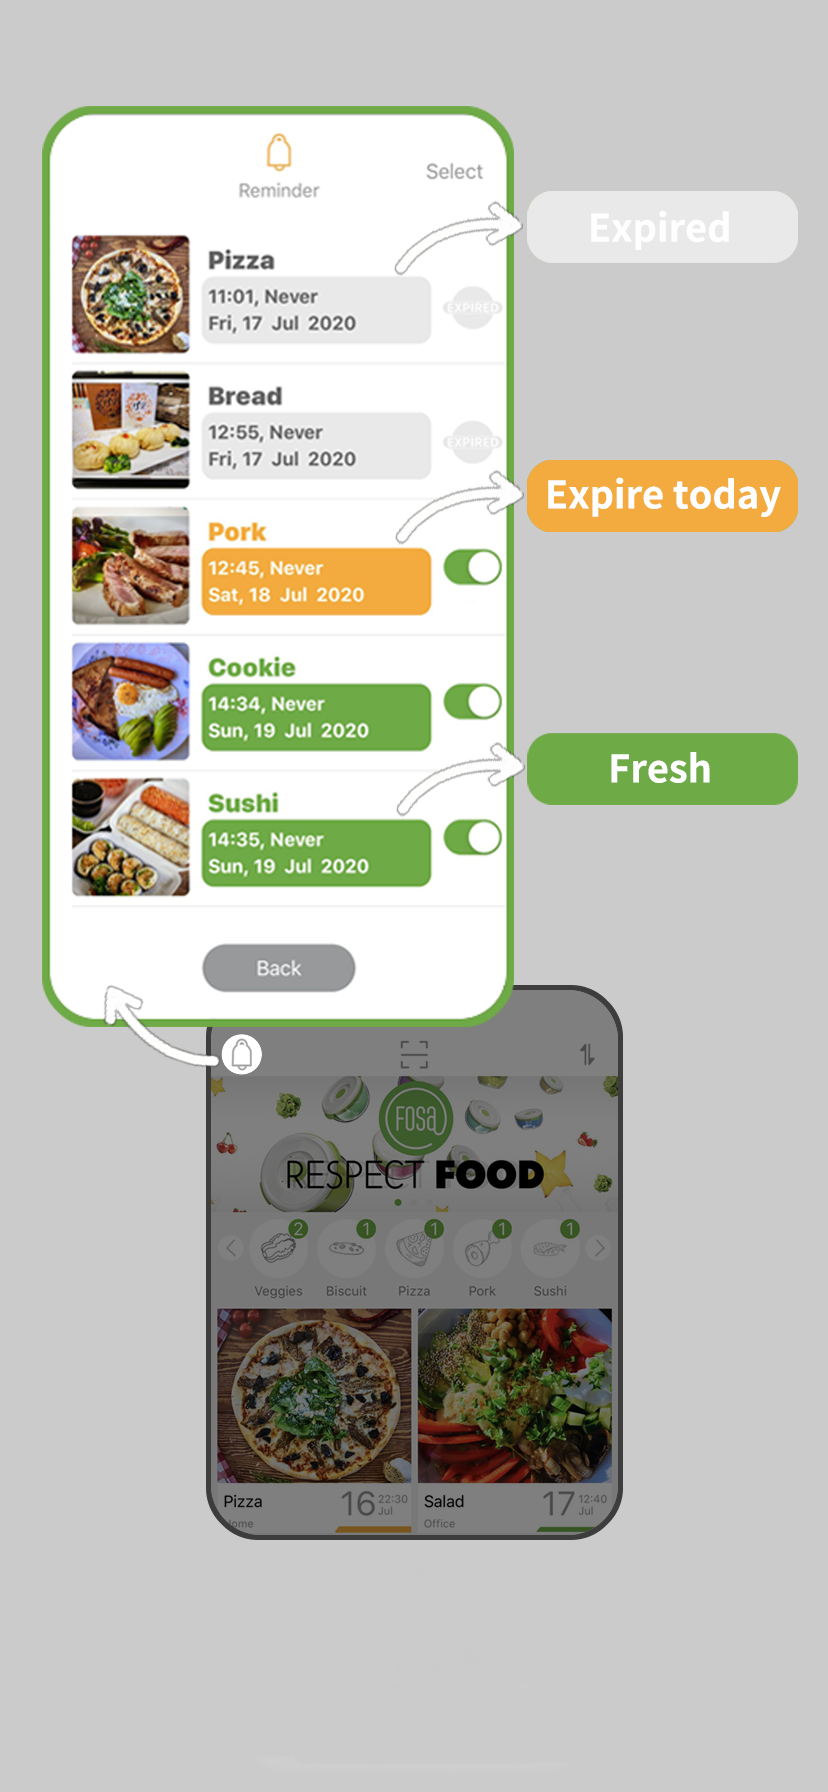 Reminder
Select
Expired
Pizza
11:01, Never
Fri, 17 Jul 2020
EXPIRED
Bread
12:55, Never
Fri, 17 Jul 2020
EXPIRED
Expire today
Pork
12:45, Never
Sat, 18 Jul 2020
Cookie
14:34, Never
Sun, 19 Jul 2020
Fresh
Sushi
14:35, Never
Sun, 19 Jul 2020
Back
FOSA
RESPECT FOOD
2 1 1 1 1
Veggies Biscuit Pizza Pork Sushi
Pizza 16 22:30 Jul
Home
Salad 17 12:40 Jul
Office